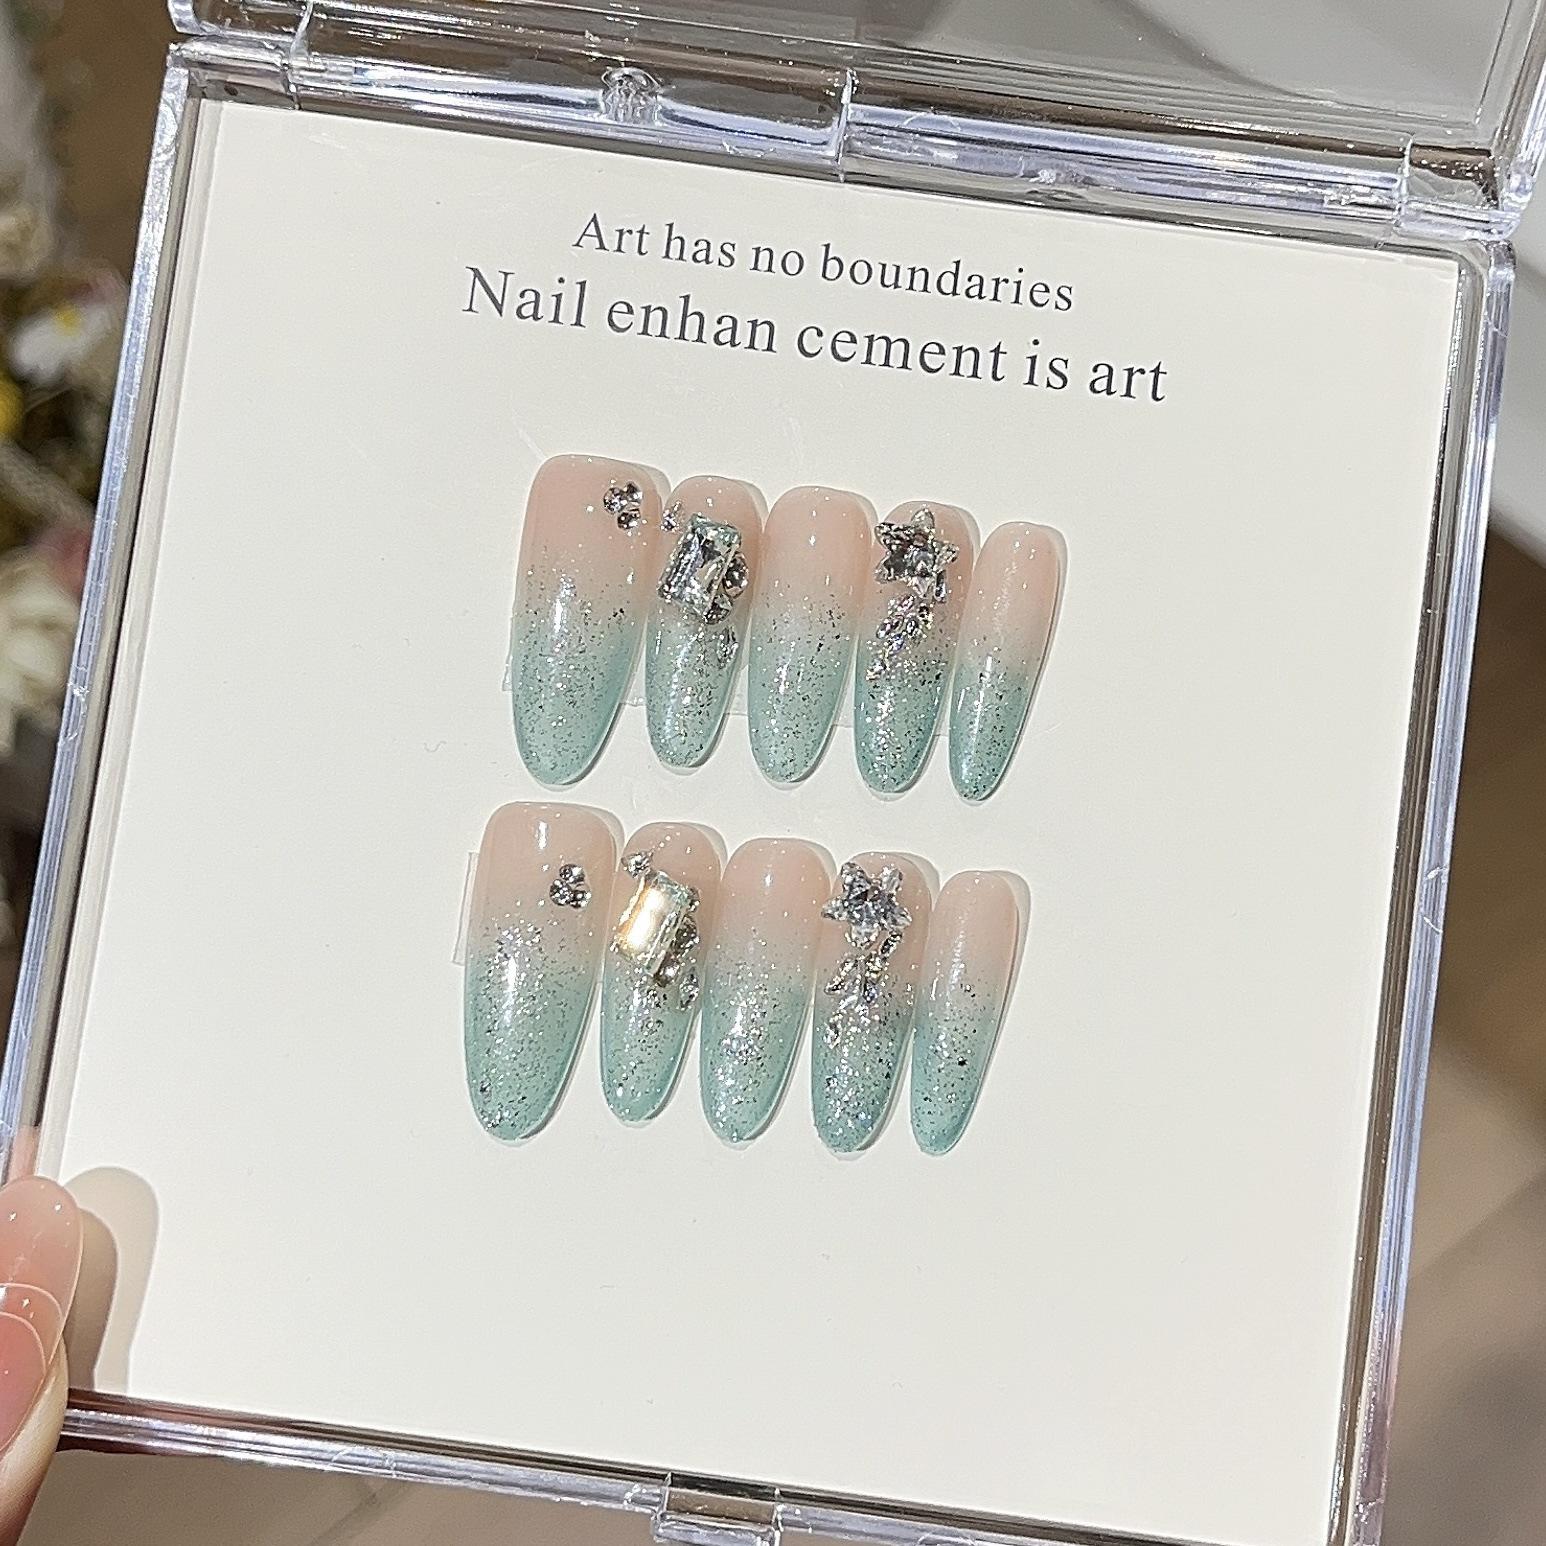 Art has no boundaries
Nail enhan cement is art